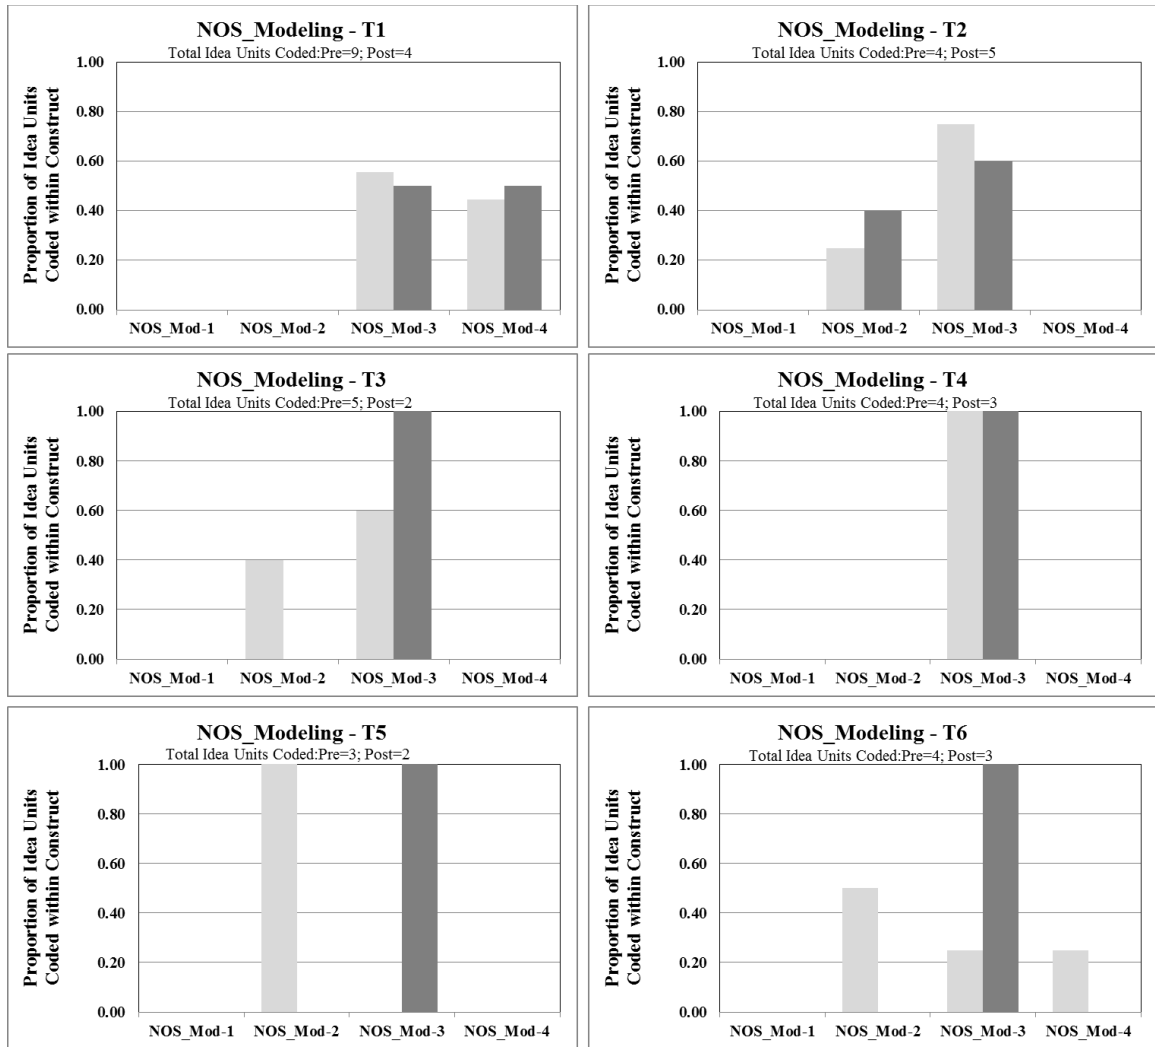 NOS_Modeling - T1
Total Idea Units Coded:Pre=9; Post=4
Proportion of Idea Units
Coded within Construct
1.00
0.80
0.60
0.40
0.20
0.00
NOS_Mod-1 NOS_Mod-2 NOS_Mod-3 NOS_Mod-4
NOS_Modeling - T2
Total Idea Units Coded:Pre=4; Post=5
Proportion of Idea Units
Coded within Construct
1.00
0.80
0.60
0.40
0.20
0.00
NOS_Mod-1 NOS_Mod-2 NOS_Mod-3 NOS_Mod-4
NOS_Modeling - T3
Total Idea Units Coded:Pre=5; Post=2
Proportion of Idea Units
Coded within Construct
1.00
0.80
0.60
0.40
0.20
0.00
NOS_Mod-1 NOS_Mod-2 NOS_Mod-3 NOS_Mod-4
NOS_Modeling - T4
Total Idea Units Coded:Pre=4; Post=3
Proportion of Idea Units
Coded within Construct
1.00
0.80
0.60
0.40
0.20
0.00
NOS_Mod-1 NOS_Mod-2 NOS_Mod-3 NOS_Mod-4
NOS_Modeling - T5
Total Idea Units Coded:Pre=3; Post=2
Proportion of Idea Units
Coded within Construct
1.00
0.80
0.60
0.40
0.20
0.00
NOS_Mod-1 NOS_Mod-2 NOS_Mod-3 NOS_Mod-4
NOS_Modeling - T6
Total Idea Units Coded:Pre=4; Post=3
Proportion of Idea Units
Coded within Construct
1.00
0.80
0.60
0.40
0.20
0.00
NOS_Mod-1 NOS_Mod-2 NOS_Mod-3 NOS_Mod-4